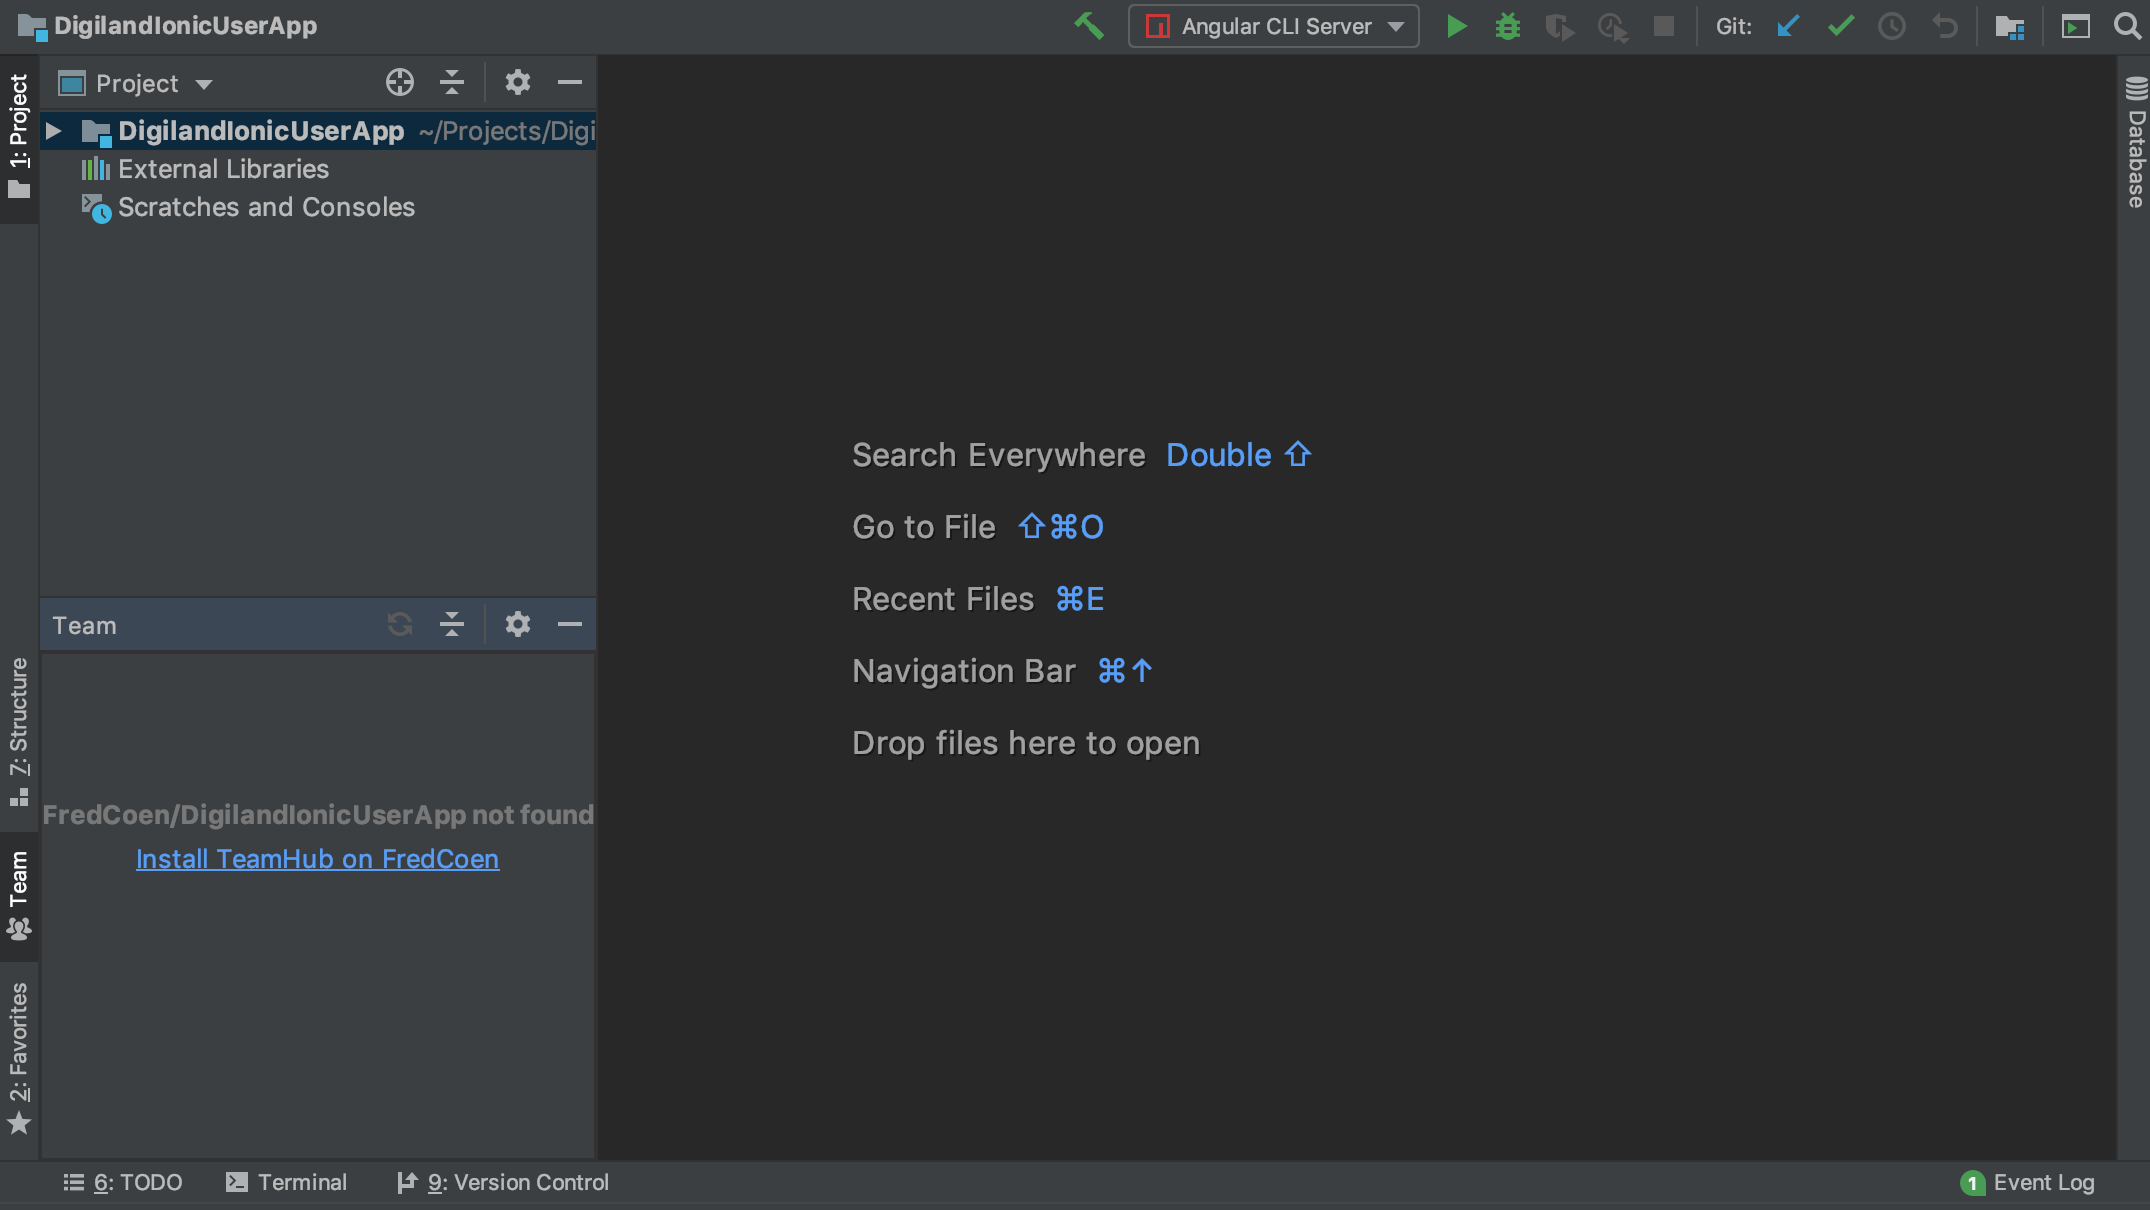 DigilandIonicUserApp
Angular CLI Server
Git:
1: Project
Project
DigilandIonicUserApp ~/Projects/Digi
External Libraries
Scratches and Consoles
Database
Search Everywhere Double ⇧
Go to File ⇧⌘O
Recent Files ⌘E
Navigation Bar ⌘↑
Drop files here to open
Team
7: Structure
FredCoen/DigilandIonicUserApp not found
Install TeamHub on FredCoen
Team
2: Favorites
6: TODO
Terminal
9: Version Control
1 Event Log